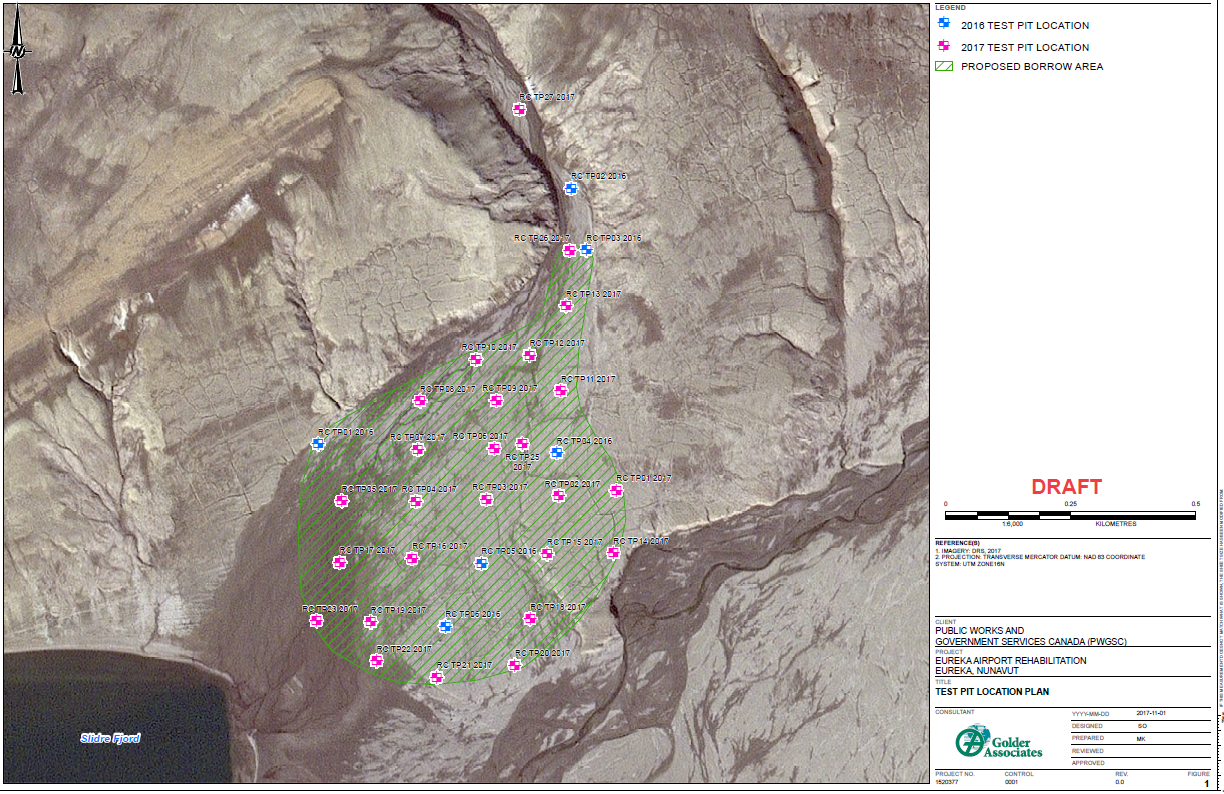 N
RC TP27 2017
RC TP02 2016
RC TP26 2017
RC TP03 2016
RC TP13 2017
RC TP10 2017
RC TP12 2017
RC TP08 2017
RC TP09 2017
RC TP11 2017
RC TP01 2016
RC TP07 2017
RC TP06 2017
RC TP25
2017
RC TP04 2016
RC TP05 2017
RC TP04 2017
RC TP03 2017
RC TP02 2017
RC TP01 2017
RC TP17 2017
RC TP16 2017
RC TP05 2016
RC TP15 2017
RC TP14 2017
RC TP23 2017
RC TP19 2017
RC TP06 2016
RC TP18 2017
RC TP22 2017
RC TP21 2017
RC TP20 2017
Slidre Fjord
LEGEND
2016 TEST PIT LOCATION
2017 TEST PIT LOCATION
PROPOSED BORROW AREA
DRAFT
0 0.25 0.5
1:6,000 KILOMETRES
REFERENCE(S)
1. IMAGERY: DRS, 2017
2. PROJECTION: TRANSVERSE MERCATOR DATUM: NAD 83 COORDINATE
SYSTEM: UTM ZONE16N
CLIENT
PUBLIC WORKS AND
GOVERNMENT SERVICES CANADA (PWGSC)
PROJECT
EUREKA AIRPORT REHABILITATION
EUREKA, NUNAVUT
TITLE
TEST PIT LOCATION PLAN
CONSULTANT
Golder
Associates
YYYY-MM-DD 2017-11-01
DESIGNED SO
PREPARED MK
REVIEWED
APPROVED
PROJECT NO. CONTROL REV. FIGURE
1520377 0001 0.0 1